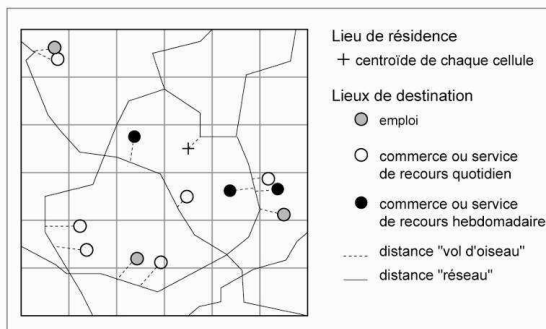 Lieu de résidence
centroïde de chaque cellule
Lieux de destination
emploi
commerce ou service
de recours quotidien
commerce ou service
de recours hebdomadaire
distance "vol d'oiseau"
distance "réseau"